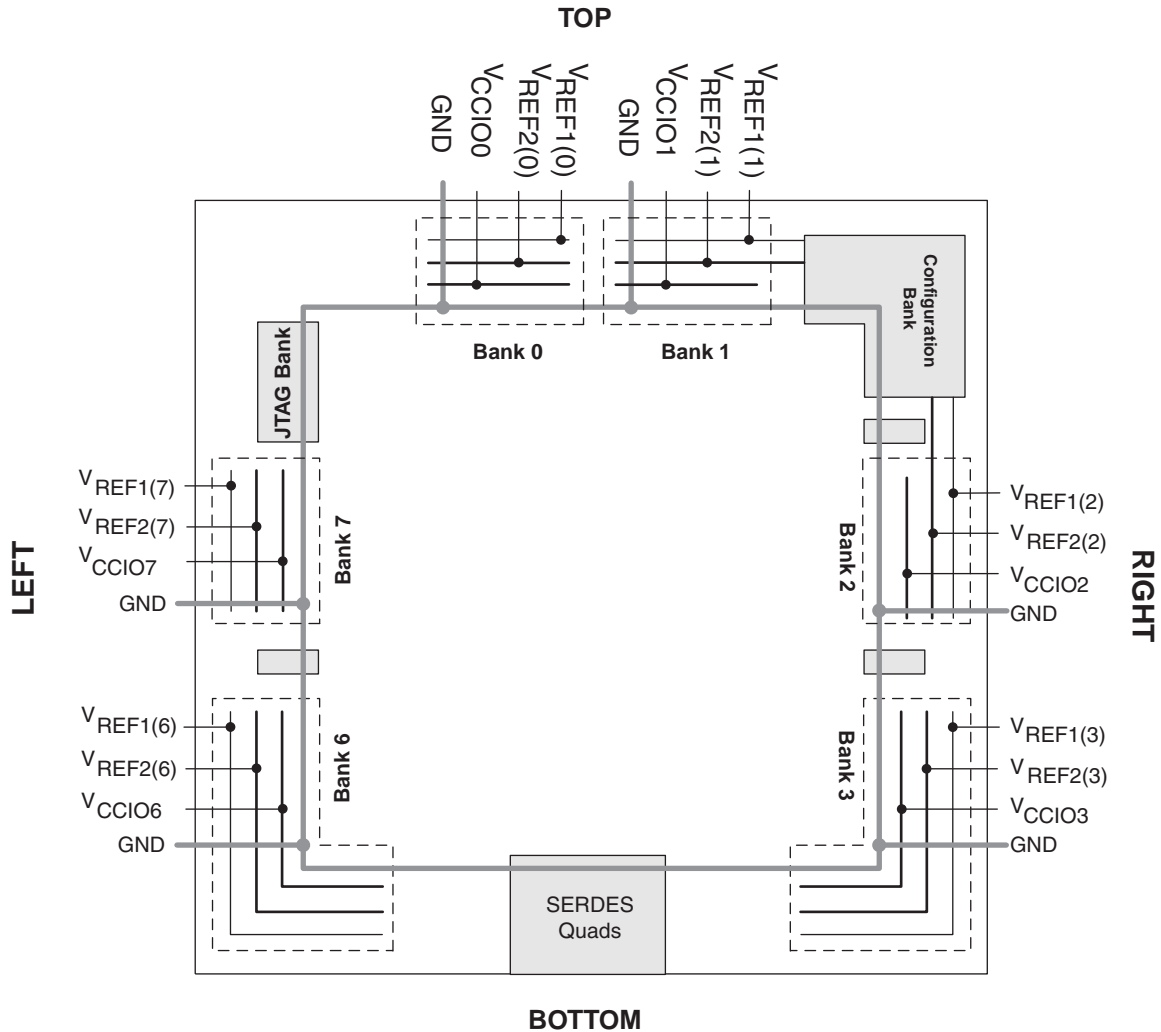 TOP
GND
VCCIO0
VREF2(0)
VREF1(0)
GND
VCCIO1
VREF2(1)
VREF1(1)
Configuration
Bank
Bank 0
Bank 1
JTAG Bank
LEFT
VREF1(7)
VREF2(7)
VCCIO7
GND
Bank 7
Bank 2
VREF1(2)
VREF2(2)
VCCIO2
GND
RIGHT
VREF1(6)
VREF2(6)
VCCIO6
GND
Bank 6
Bank 3
VREF1(3)
VREF2(3)
VCCIO3
GND
SERDES
Quads
BOTTOM